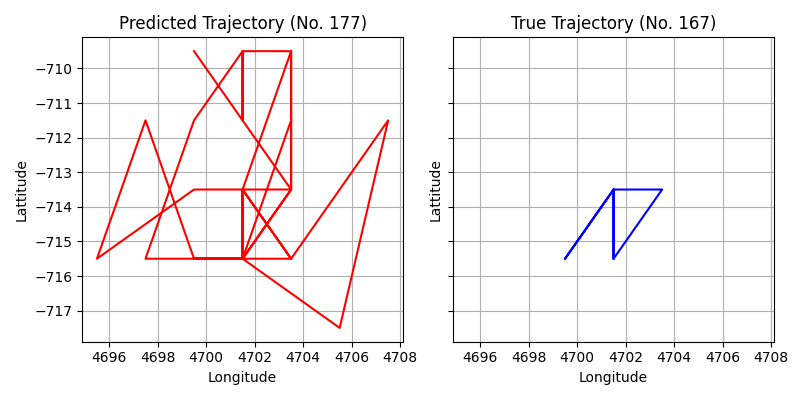 Predicted Trajectory (No. 177)
−710
−711
−712
−713
−714
−715
−716
−717
Lattitude
4696 4698 4700 4702 4704 4706 4708
Longitude
True Trajectory (No. 167)
Lattitude
4696 4698 4700 4702 4704 4706 4708
Longitude